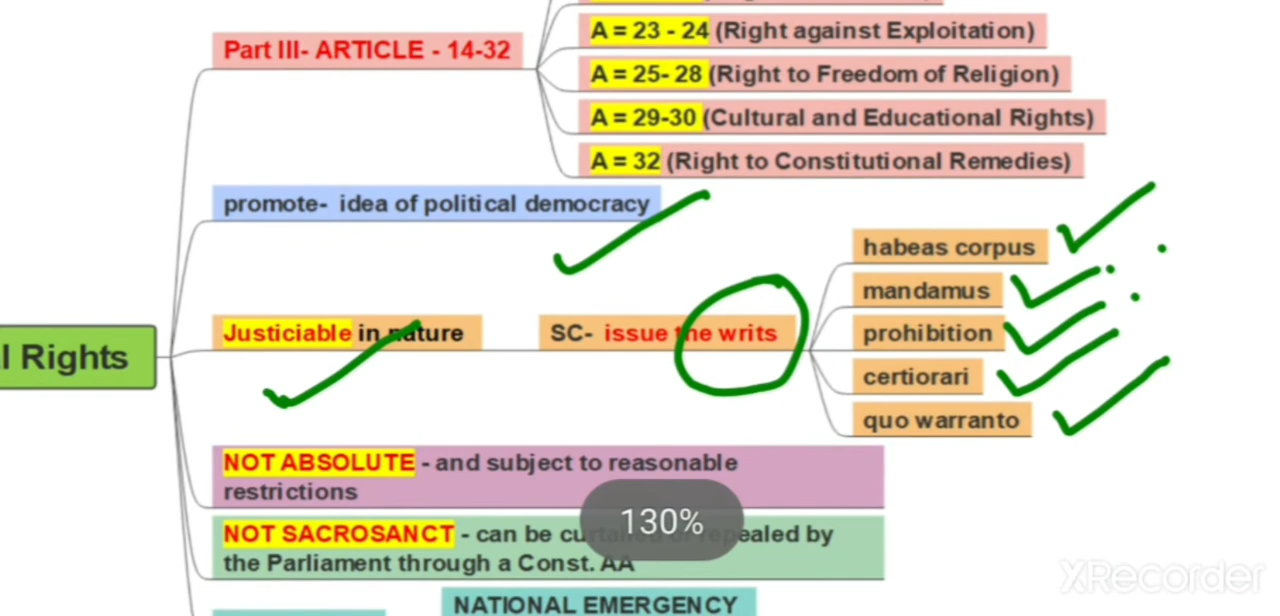 Part III- ARTICLE - 14-32
A = 23 - 24 (Right against Exploitation)
A = 25- 28 (Right to Freedom of Religion)
A = 29-30 (Cultural and Educational Rights)
A = 32 (Right to Constitutional Remedies)
promote- idea of political democracy
l Rights
Justiciable in nature
SC- issue the writs
habeas corpus
mandamus
prohibition
certiorari
quo warranto
NOT ABSOLUTE - and subject to reasonable
restrictions
NOT SACROSANCT - can be repealed by
the Parliament through a Const. AA
130%
NATIONAL EMERGENCY
XRecorder